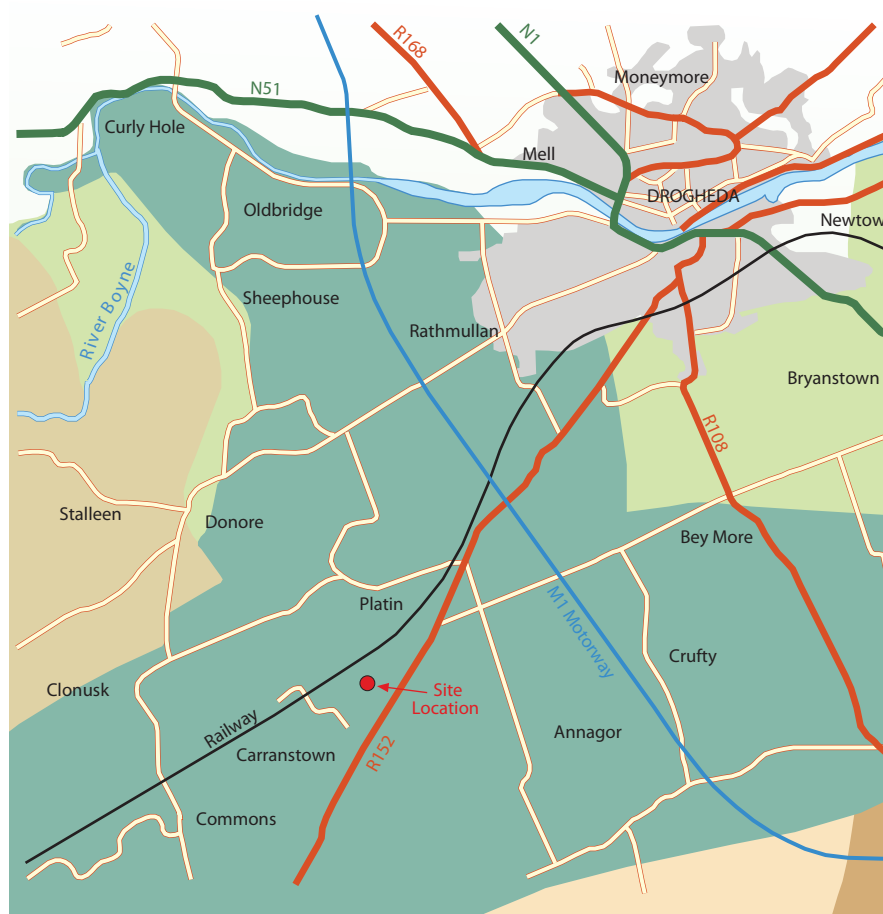 R168
N1
Moneymore
N51
Curly Hole
Mell
DROGHEDA
Oldbridge
Newtow
River Boyne
Sheephouse
Rathmullan
Bryanstown
R108
Stalleen
Donore
Bey More
Platin
M1 Motorway
Crufty
Clonusk
Site
Location
Railway
Annagor
Carranstown
R152
Commons